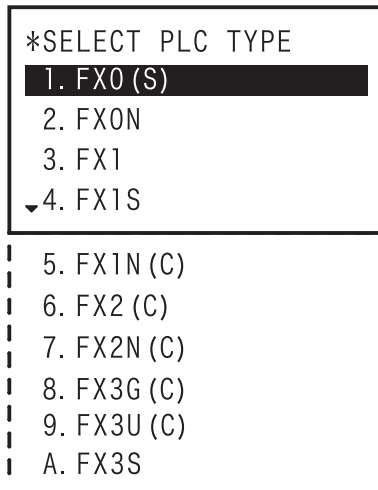 *SELECT PLC TYPE
1. FX0(S)
2. FX0N
3. FX1
4. FX1S
5. FX1N(C)
6. FX2(C)
7. FX2N(C)
8. FX3G(C)
9. FX3U(C)
A. FX3S